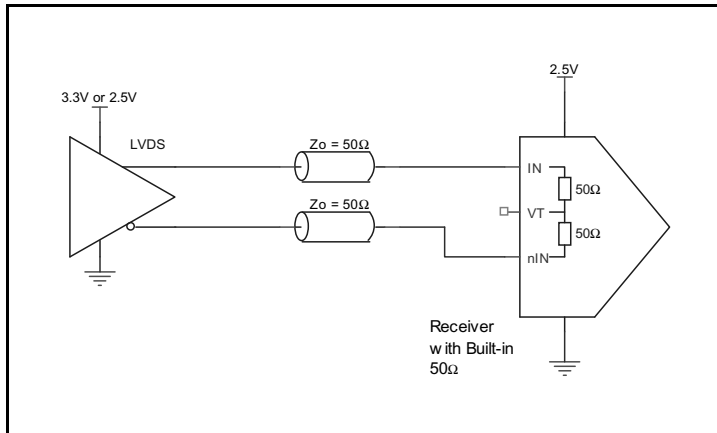 2.5V
3.3V or 2.5V
LVDS
Zo = 50Ω
Zo = 50Ω
IN
50Ω
VT
50Ω
nIN
Receiver
with Built-in
50Ω